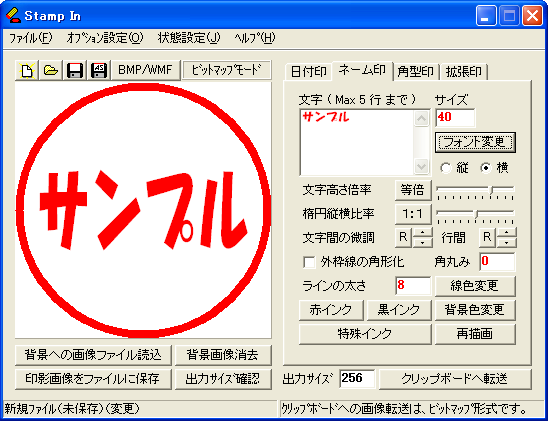 Stamp In
ﾌｧｲﾙ(F) ｵﾌﾟｼｮﾝ設定(O) 状態設定(J) ﾍﾙﾌﾟ(H)
AS BMP/WMF ﾋﾞｯﾄﾏｯﾌﾟﾓｰﾄﾞ
日付印 ネーム印 角型印 拡張印
文字 ( Max 5 行 まで ) サイズ
サンプル 40
フォント変更
縦 横
サンプル
文字高さ倍率 等倍
楕円縦横比率 1:1
文字間の微調 R 行間 R
外枠線の角形化 角丸み 0
ラインの太さ 8 線色変更
赤インク 黒インク 背景色変更
特殊インク 再描画
背景への画像ファイル読込 背景画像消去
印影画像をファイルに保存 出力ｻｲｽﾞ確認
出力ｻｲｽﾞ 256 クリップボードへ転送
新規ファイル(未保存)(変更) ｸﾘｯﾌﾟﾎﾞｰﾄﾞへの画像転送は、ﾋﾞｯﾄﾏｯﾌﾟ形式です。